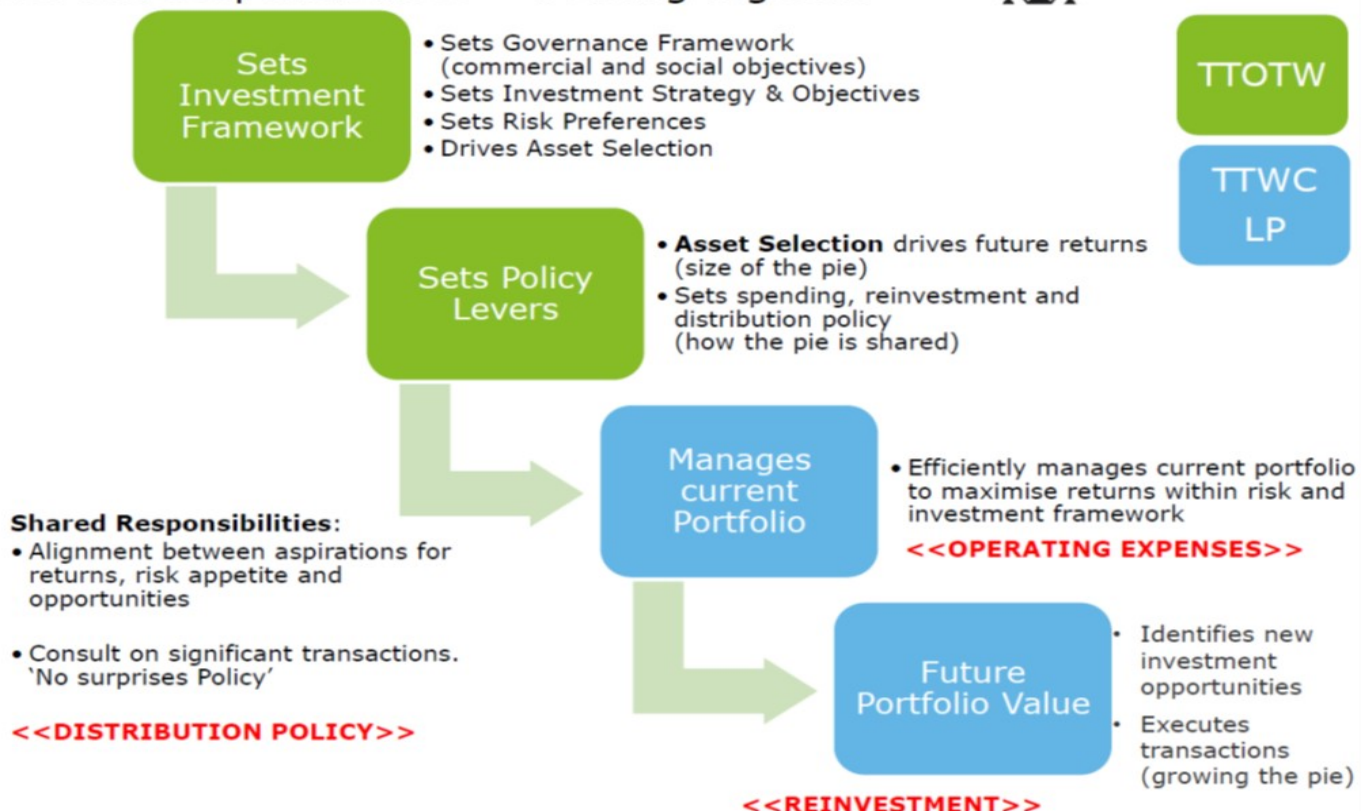 Sets
Investment
Framework
• Sets Governance Framework
(commercial and social objectives)
• Sets Investment Strategy & Objectives
• Sets Risk Preferences
• Drives Asset Selection
TTOTW
TTWC
LP
Sets Policy
Levers
• Asset Selection drives future returns
(size of the pie)
• Sets spending, reinvestment and
distribution policy
(how the pie is shared)
Manages
current
Portfolio
• Efficiently manages current portfolio
to maximise returns within risk and
investment framework
<<OPERATING EXPENSES>>
Shared Responsibilities:
• Alignment between aspirations for
returns, risk appetite and
opportunities
• Consult on significant transactions.
‘No surprises Policy’
<<DISTRIBUTION POLICY>>
Future
Portfolio Value
• Identifies new
investment
opportunities
• Executes
transactions
(growing the pie)
<<REINVESTMENT>>